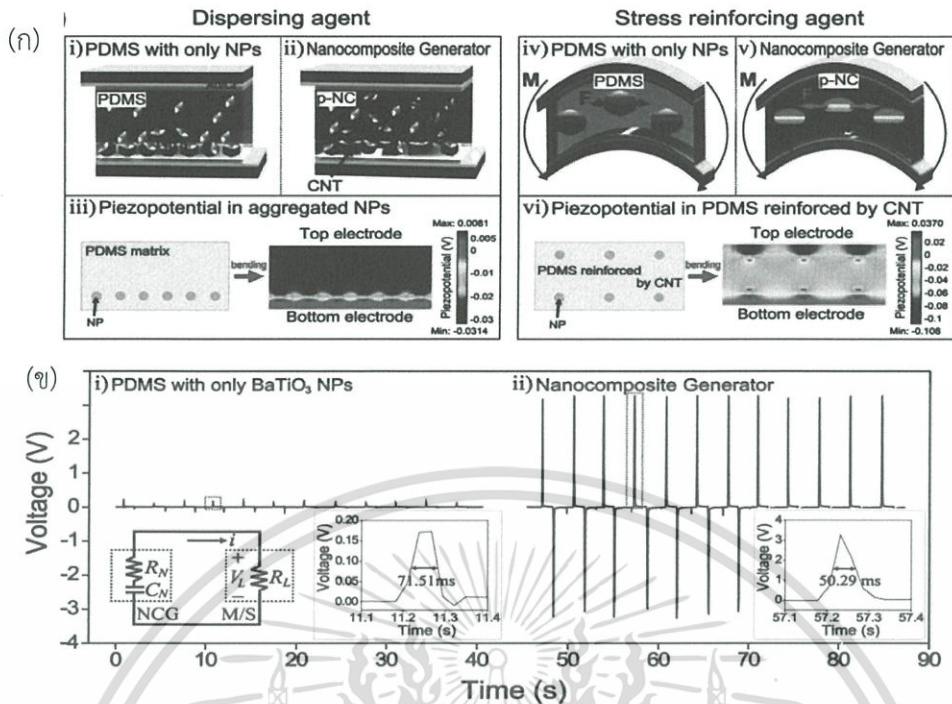 Dispersing agent
Stress reinforcing agent
(ก)
i) PDMS with only NPs
ii) Nanocomposite Generator
iv) PDMS with only NPs
v) Nanocomposite Generator
PDMS
p-NC
CNT
M
PDMS
F
M
p-NC
iii) Piezopotential in aggregated NPs
Max: 0.0061
0.005
0
-0.01
-0.02
-0.03
Min: -0.0314
Piezopotential (V)
PDMS matrix
NP
bending
Bottom electrode
vi) Piezopotential in PDMS reinforced by CNT
Top electrode
Max: 0.0370
0.02
0
-0.02
-0.04
-0.06
-0.08
-0.1
Min: -0.108
Piezopotential (V)
PDMS reinforced
by CNT
NP
bending
Top electrode
Bottom electrode
(ข)
i) PDMS with only BaTiO3 NPs
ii) Nanocomposite Generator
Voltage (V)
2
1
0
-1
-2
-3
-4
i
RN
CN
+
VL
−
RL
NCG
M/S
Voltage (V)
0.20
0.15
0.10
0.05
0.00
71.51ms
11.1 11.2 11.3 11.4
Time (s)
Voltage (V)
4
3
2
1
0
50.29 ms
57.1 57.2 57.3 57.4
Time (s)
0 10 20 30 40 50 60 70 80 90
Time (s)